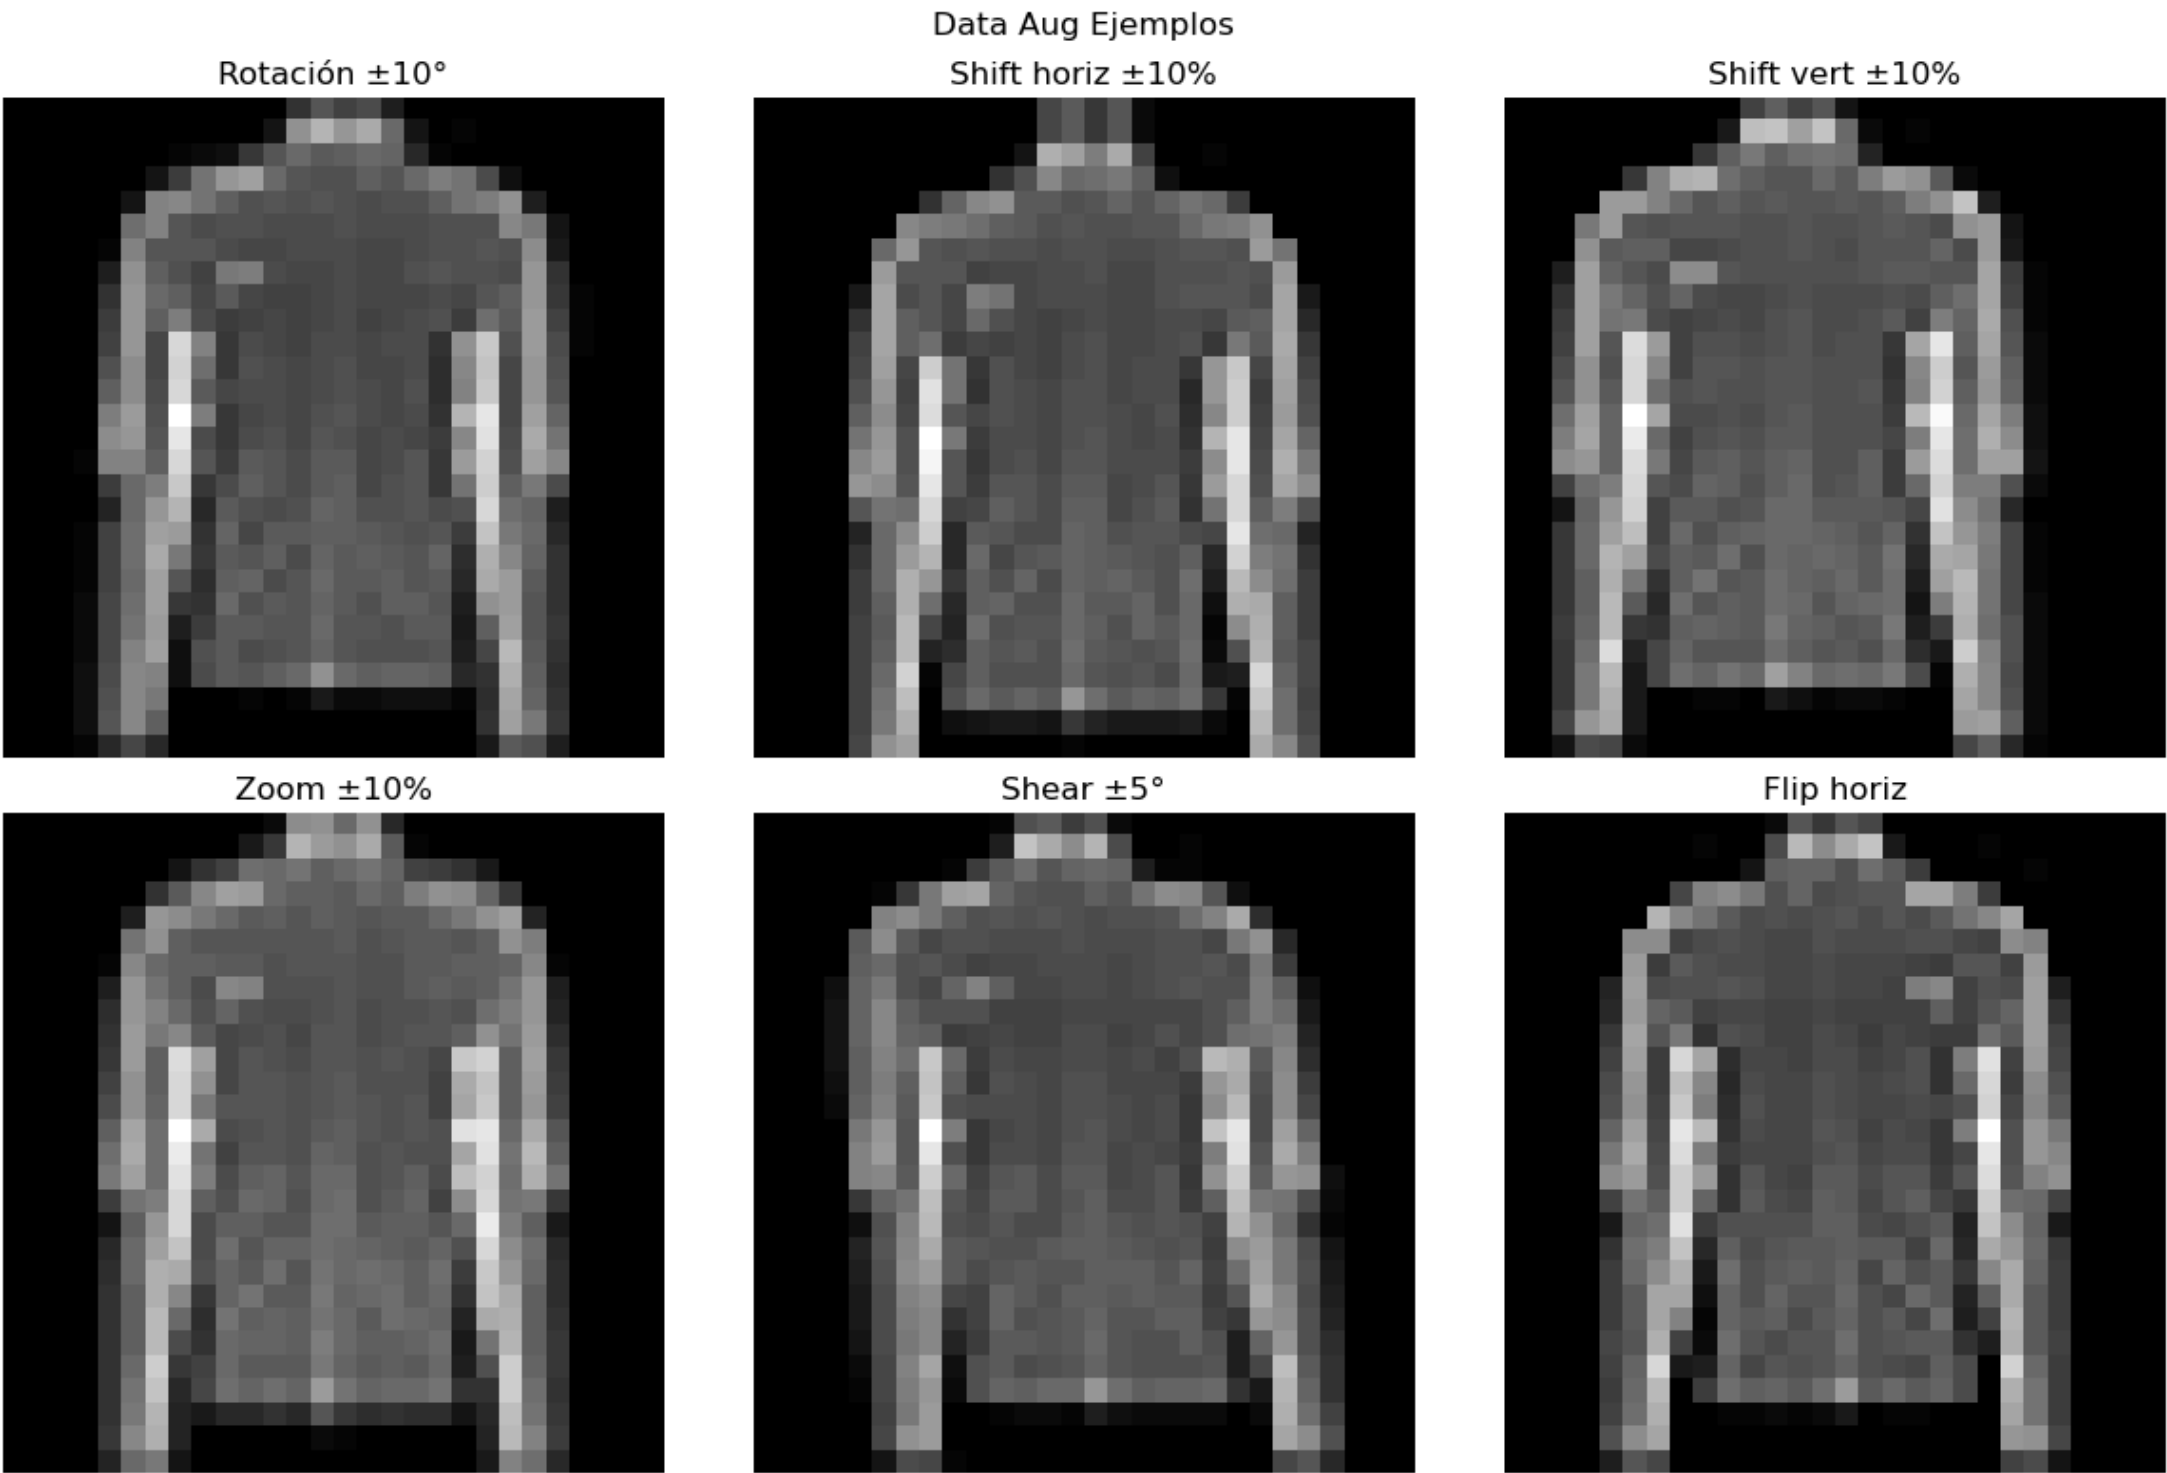 Data Aug Ejemplos
Rotación ±10°
Shift horiz ±10%
Shift vert ±10%
Zoom ±10%
Shear ±5°
Flip horiz